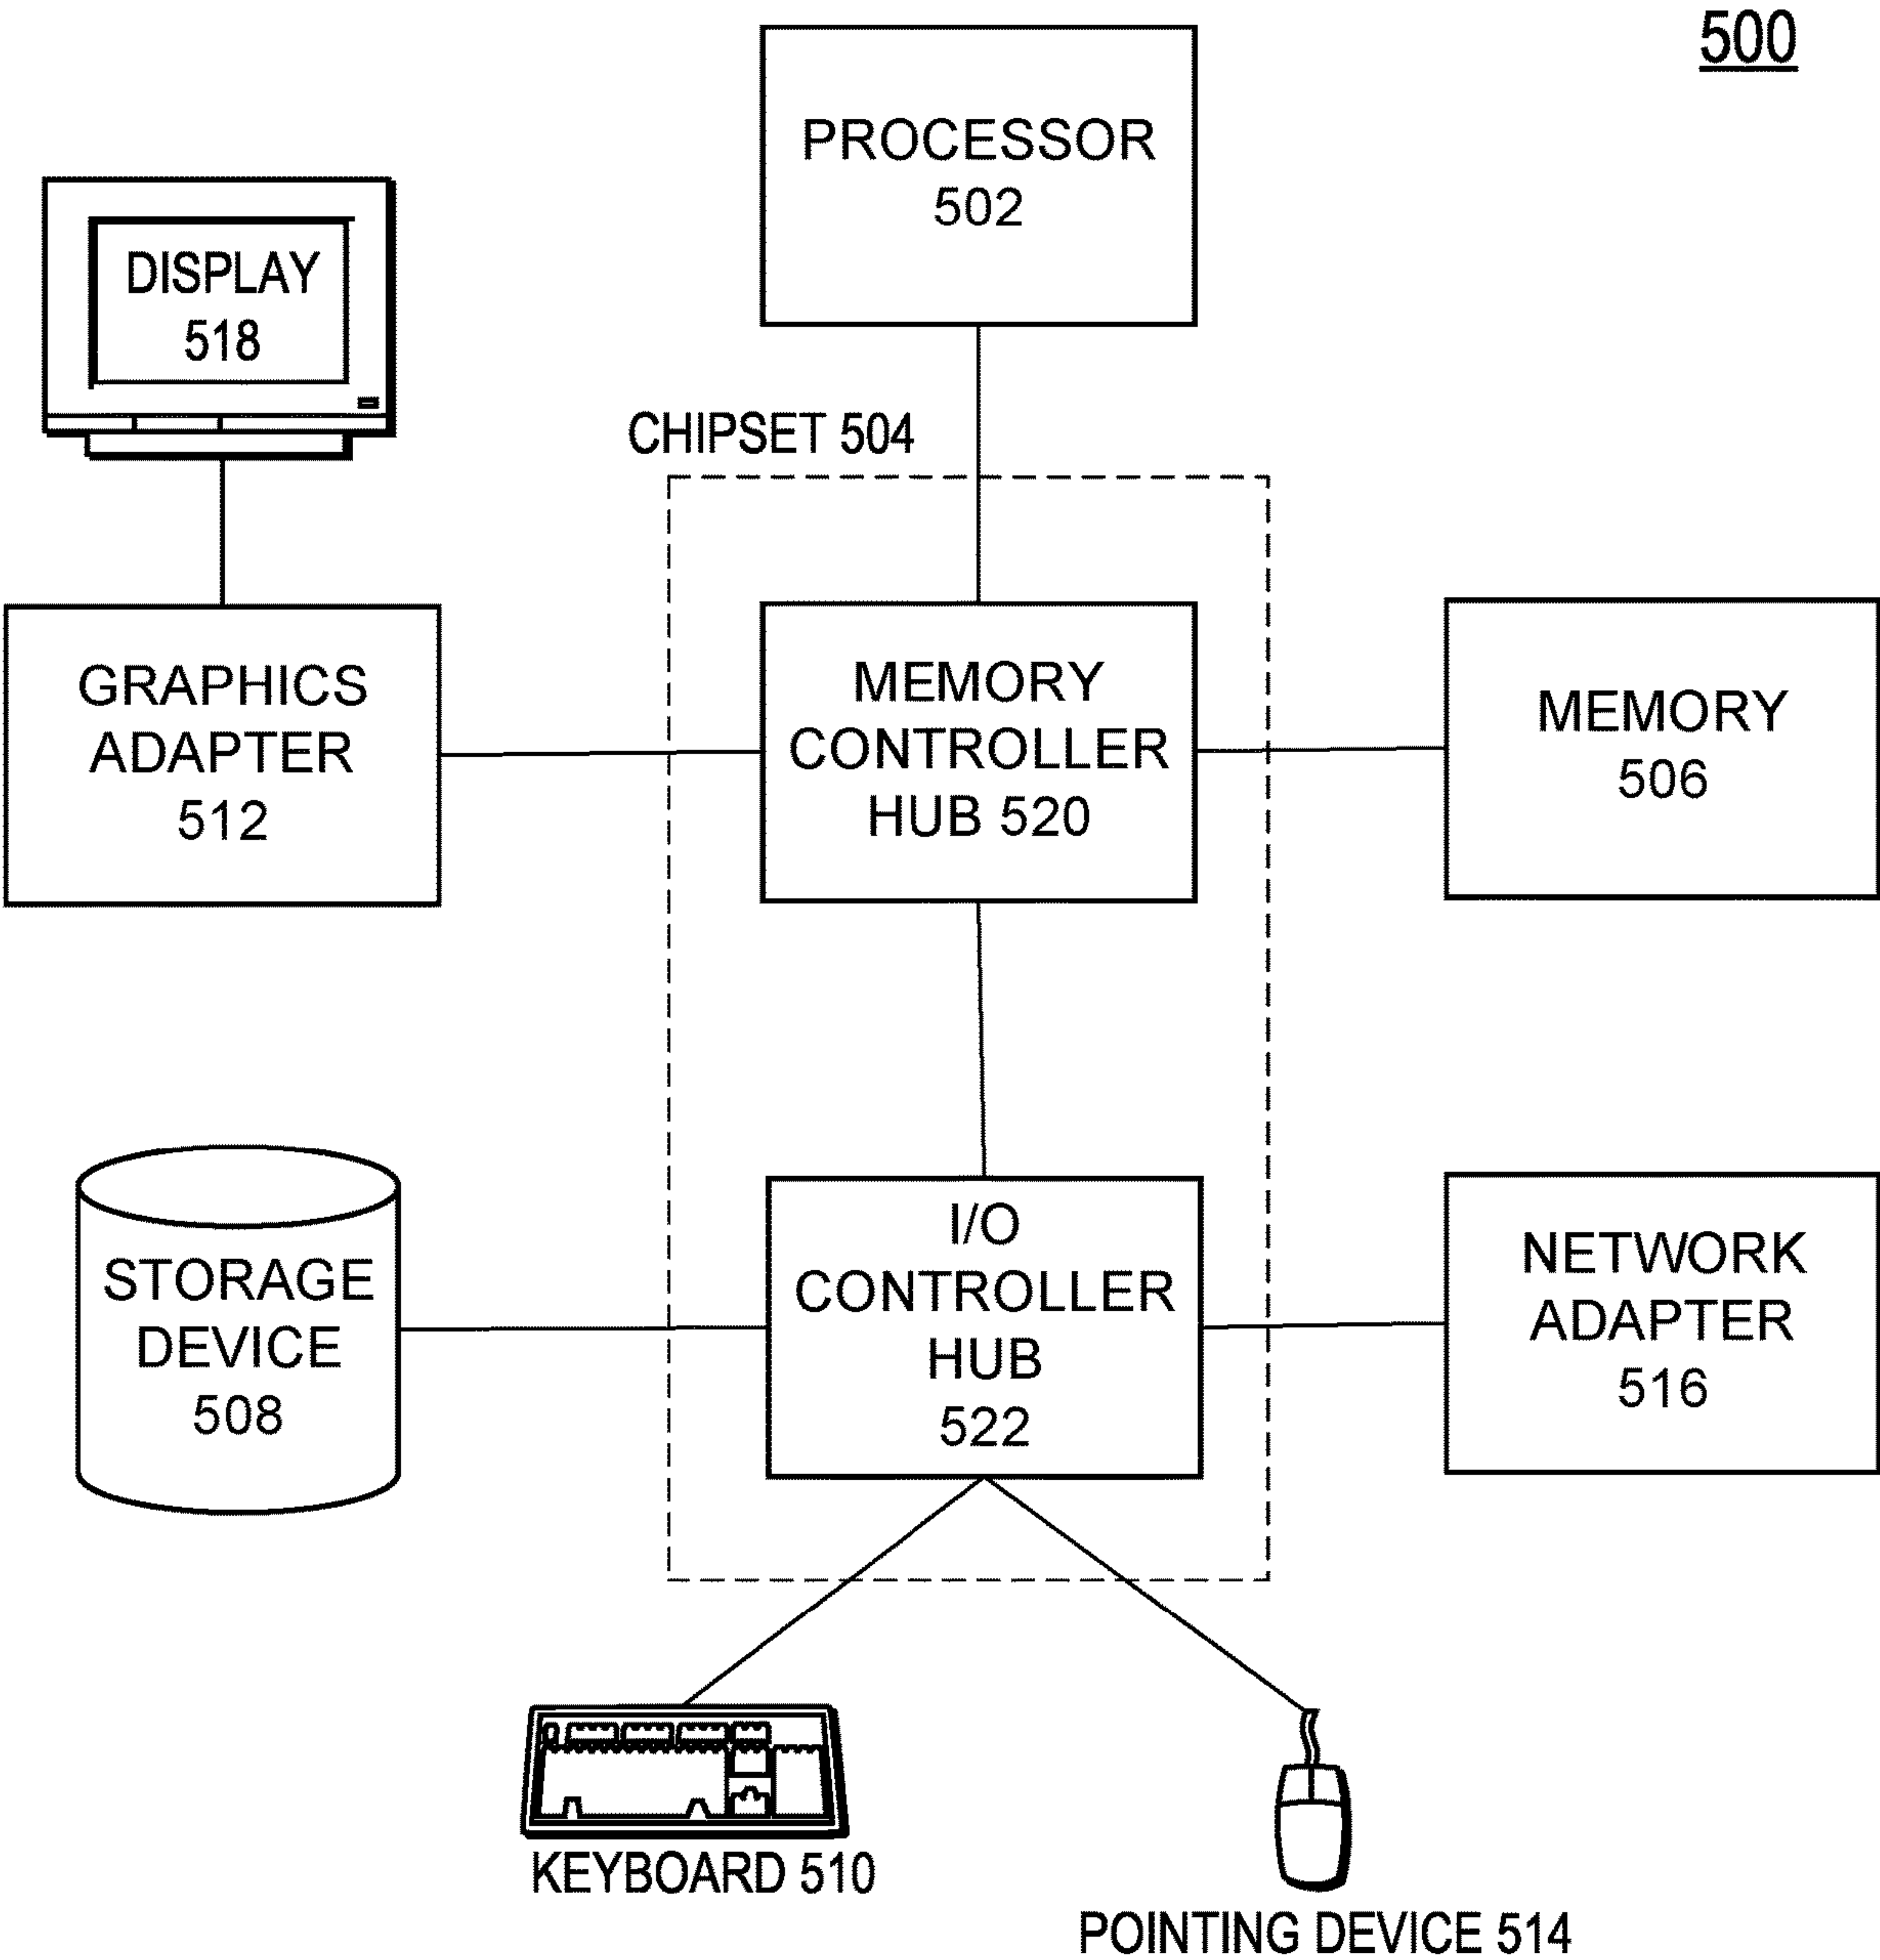 500
PROCESSOR
502
DISPLAY
518
CHIPSET 504
GRAPHICS
ADAPTER
512
MEMORY
CONTROLLER
HUB 520
MEMORY
506
STORAGE
DEVICE
508
I/O
CONTROLLER
HUB
522
NETWORK
ADAPTER
516
KEYBOARD 510
POINTING DEVICE 514